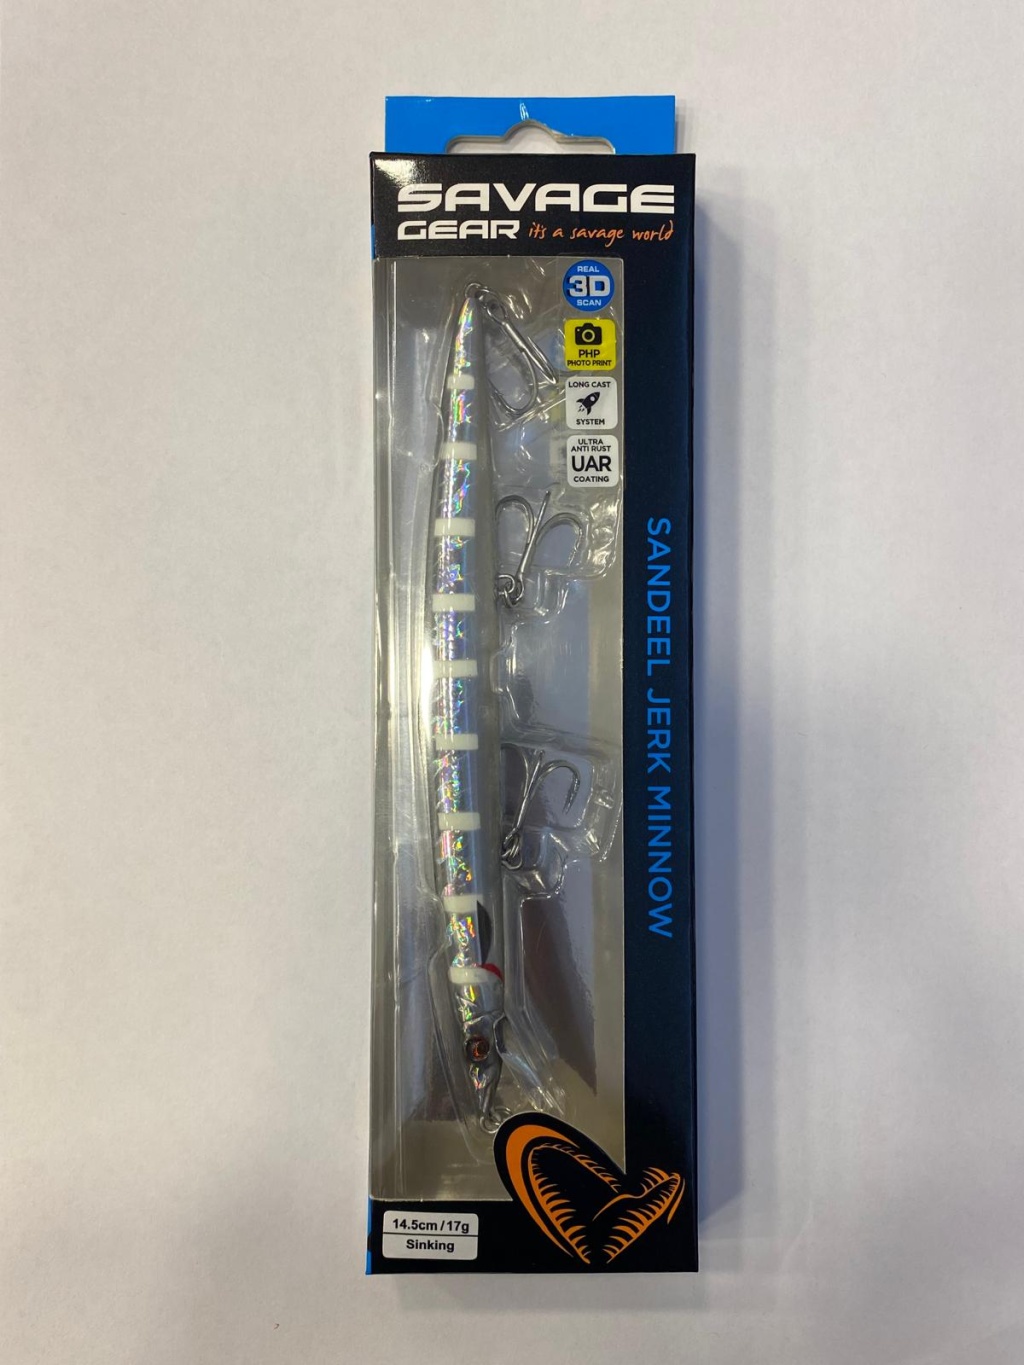 SAVAGE
GEAR it's a savage world
REAL
3D
SCAN
PHP
PHOTO PRINT
LONG CAST
SYSTEM
ULTRA
ANTI RUST
UAR
COATING
SANDEEL JERK MINNOW
14.5cm/17g
Sinking